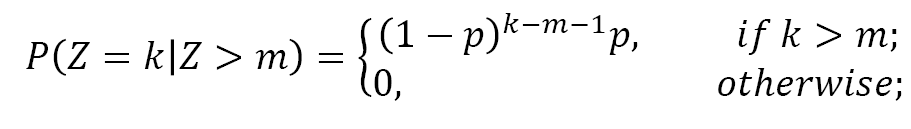 P(Z = k|Z > m) = { (1 − p)^{k−m−1}p, if k > m;
0, otherwise;